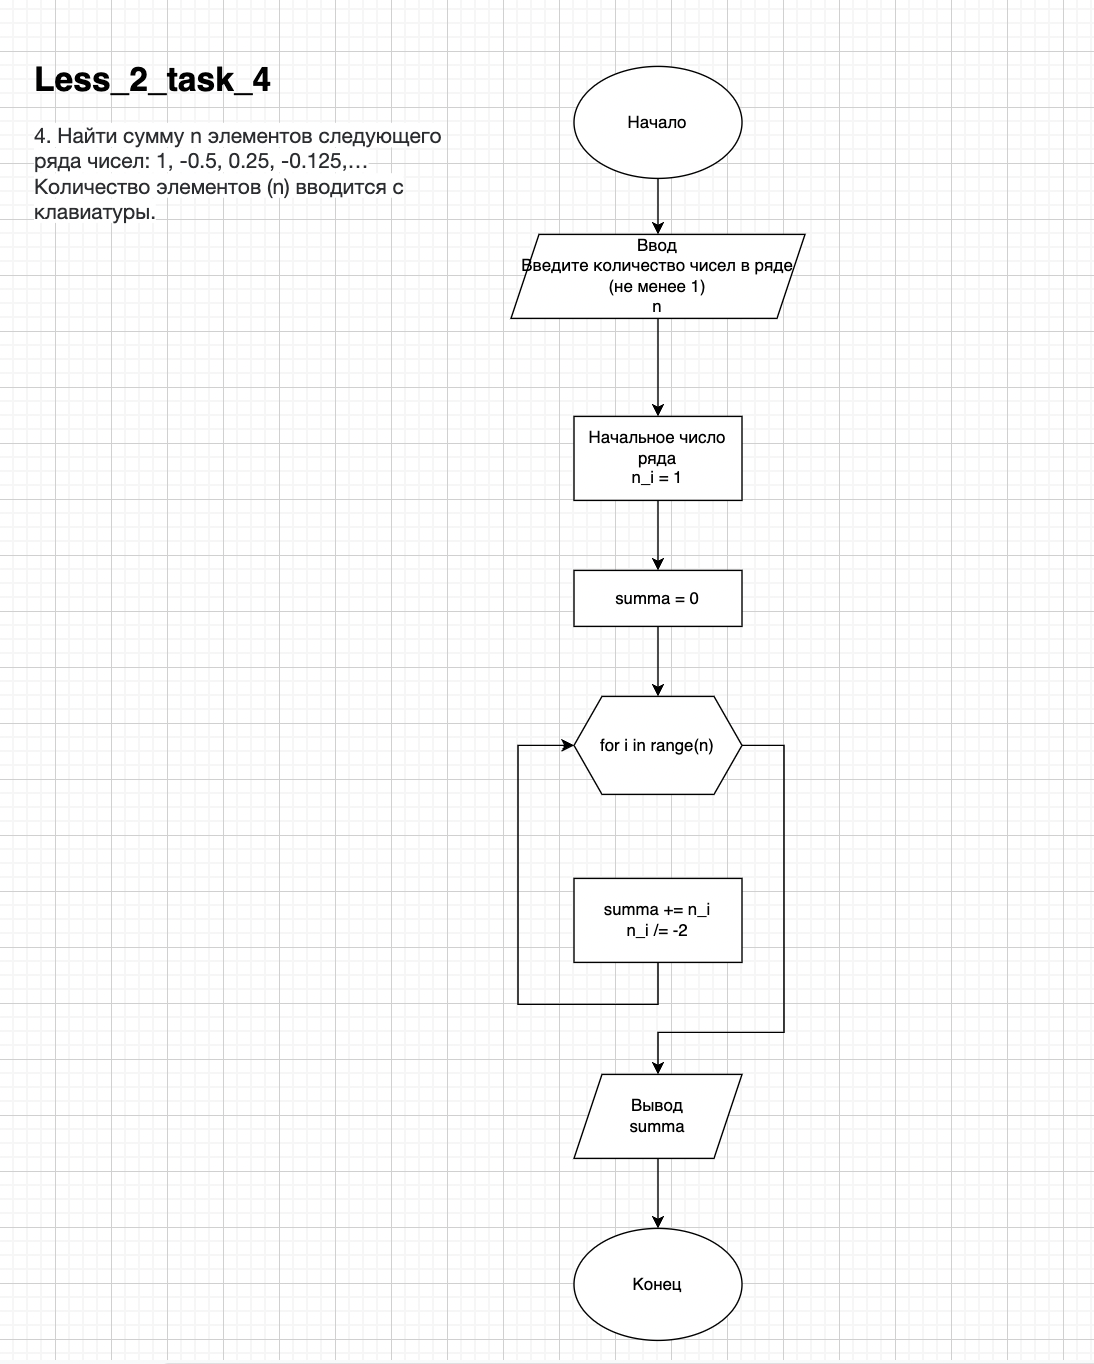 Less_2_task_4
4. Найти сумму n элементов следующего
ряда чисел: 1, -0.5, 0.25, -0.125,…
Количество элементов (n) вводится с
клавиатуры.
Начало
Ввод
Введите количество чисел в ряде
(не менее 1)
n
Начальное число
ряда
n_i = 1
summa = 0
for i in range(n)
summa += n_i
n_i /= -2
Вывод
summa
Конец